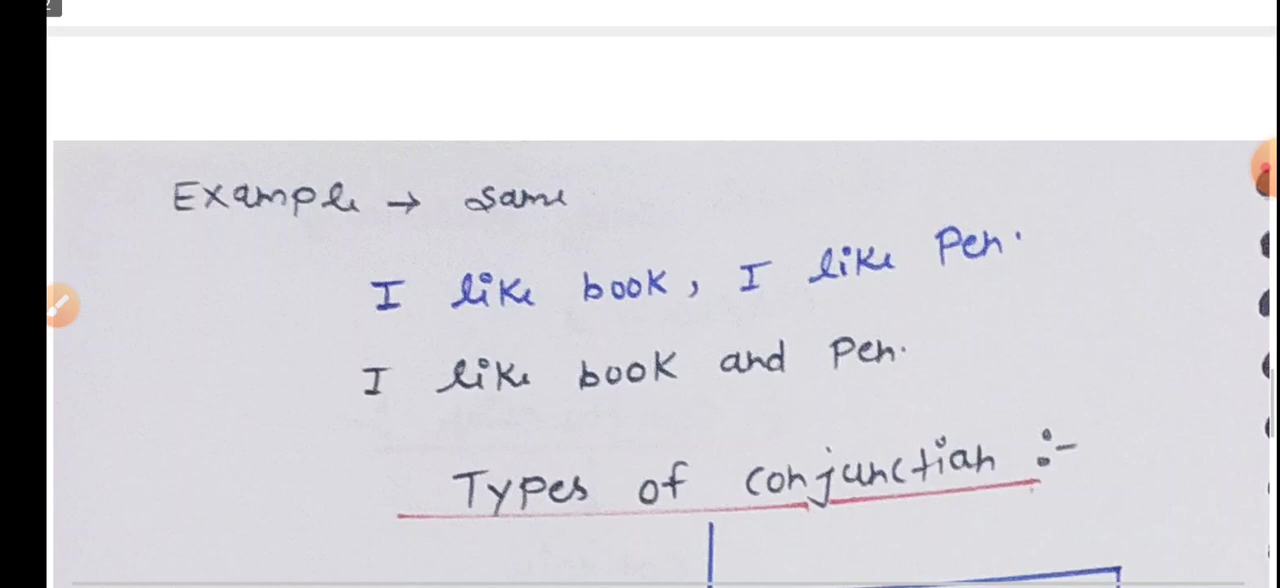 Example → same
I like book, I like Pen.
I like book and Pen.
Types of conjunction :-